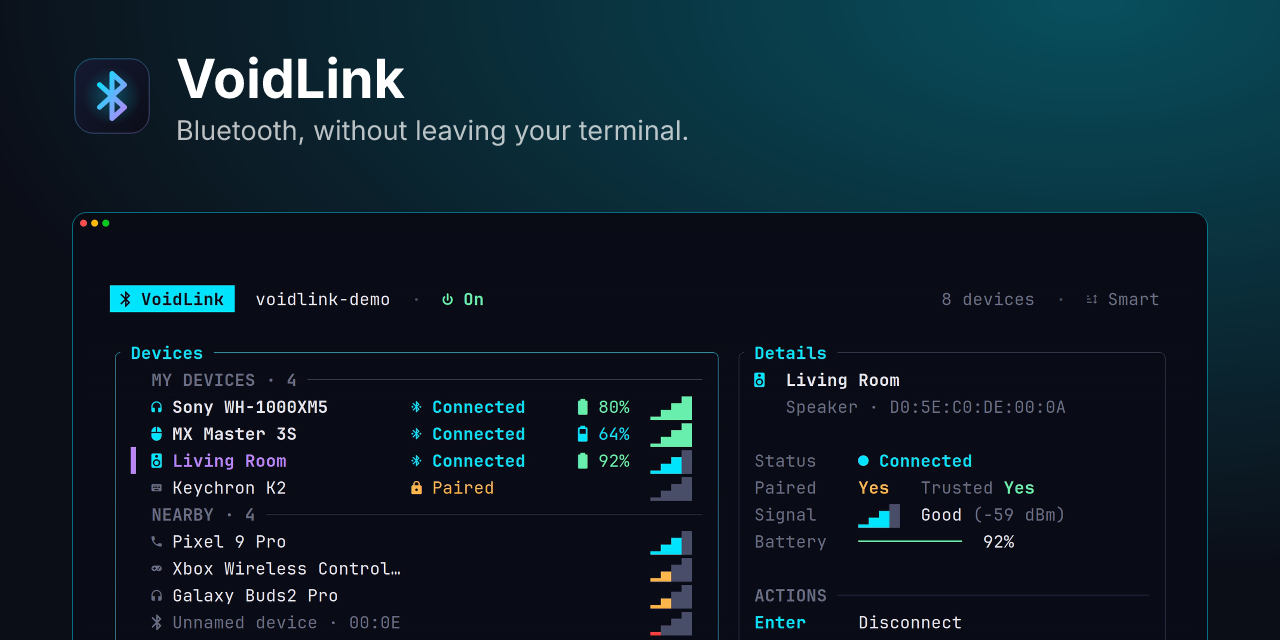 VoidLink
Bluetooth, without leaving your terminal.
VoidLink voidlink-demo · On 8 devices · Smart
Devices
MY DEVICES · 4
Sony WH-1000XM5 Connected 80%
MX Master 3S Connected 64%
Living Room Connected 92%
Keychron K2 Paired
NEARBY · 4
Pixel 9 Pro
Xbox Wireless Control…
Galaxy Buds2 Pro
Unnamed device · 00:0E
Details
Living Room
Speaker · D0:5E:C0:DE:00:0A
Status Connected
Paired Yes Trusted Yes
Signal Good (-59 dBm)
Battery 92%
ACTIONS
Enter Disconnect